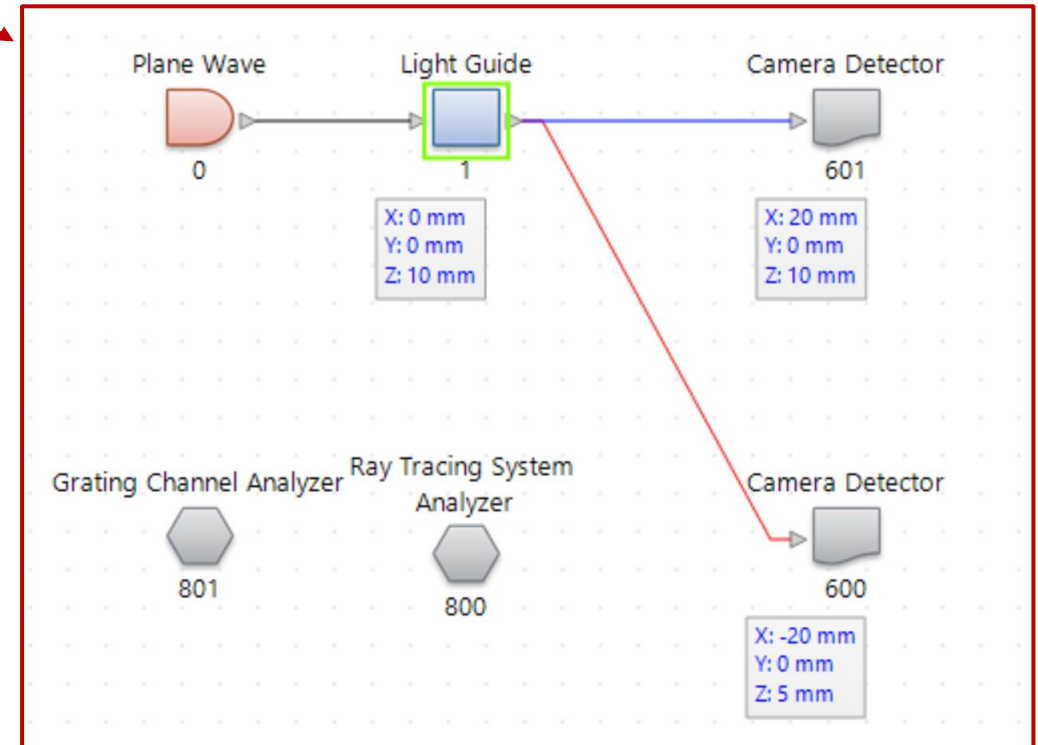 Plane Wave
0
Light Guide
1
X: 0 mm
Y: 0 mm
Z: 10 mm
Camera Detector
601
X: 20 mm
Y: 0 mm
Z: 10 mm
Grating Channel Analyzer
801
Ray Tracing System
Analyzer
800
Camera Detector
600
X: -20 mm
Y: 0 mm
Z: 5 mm